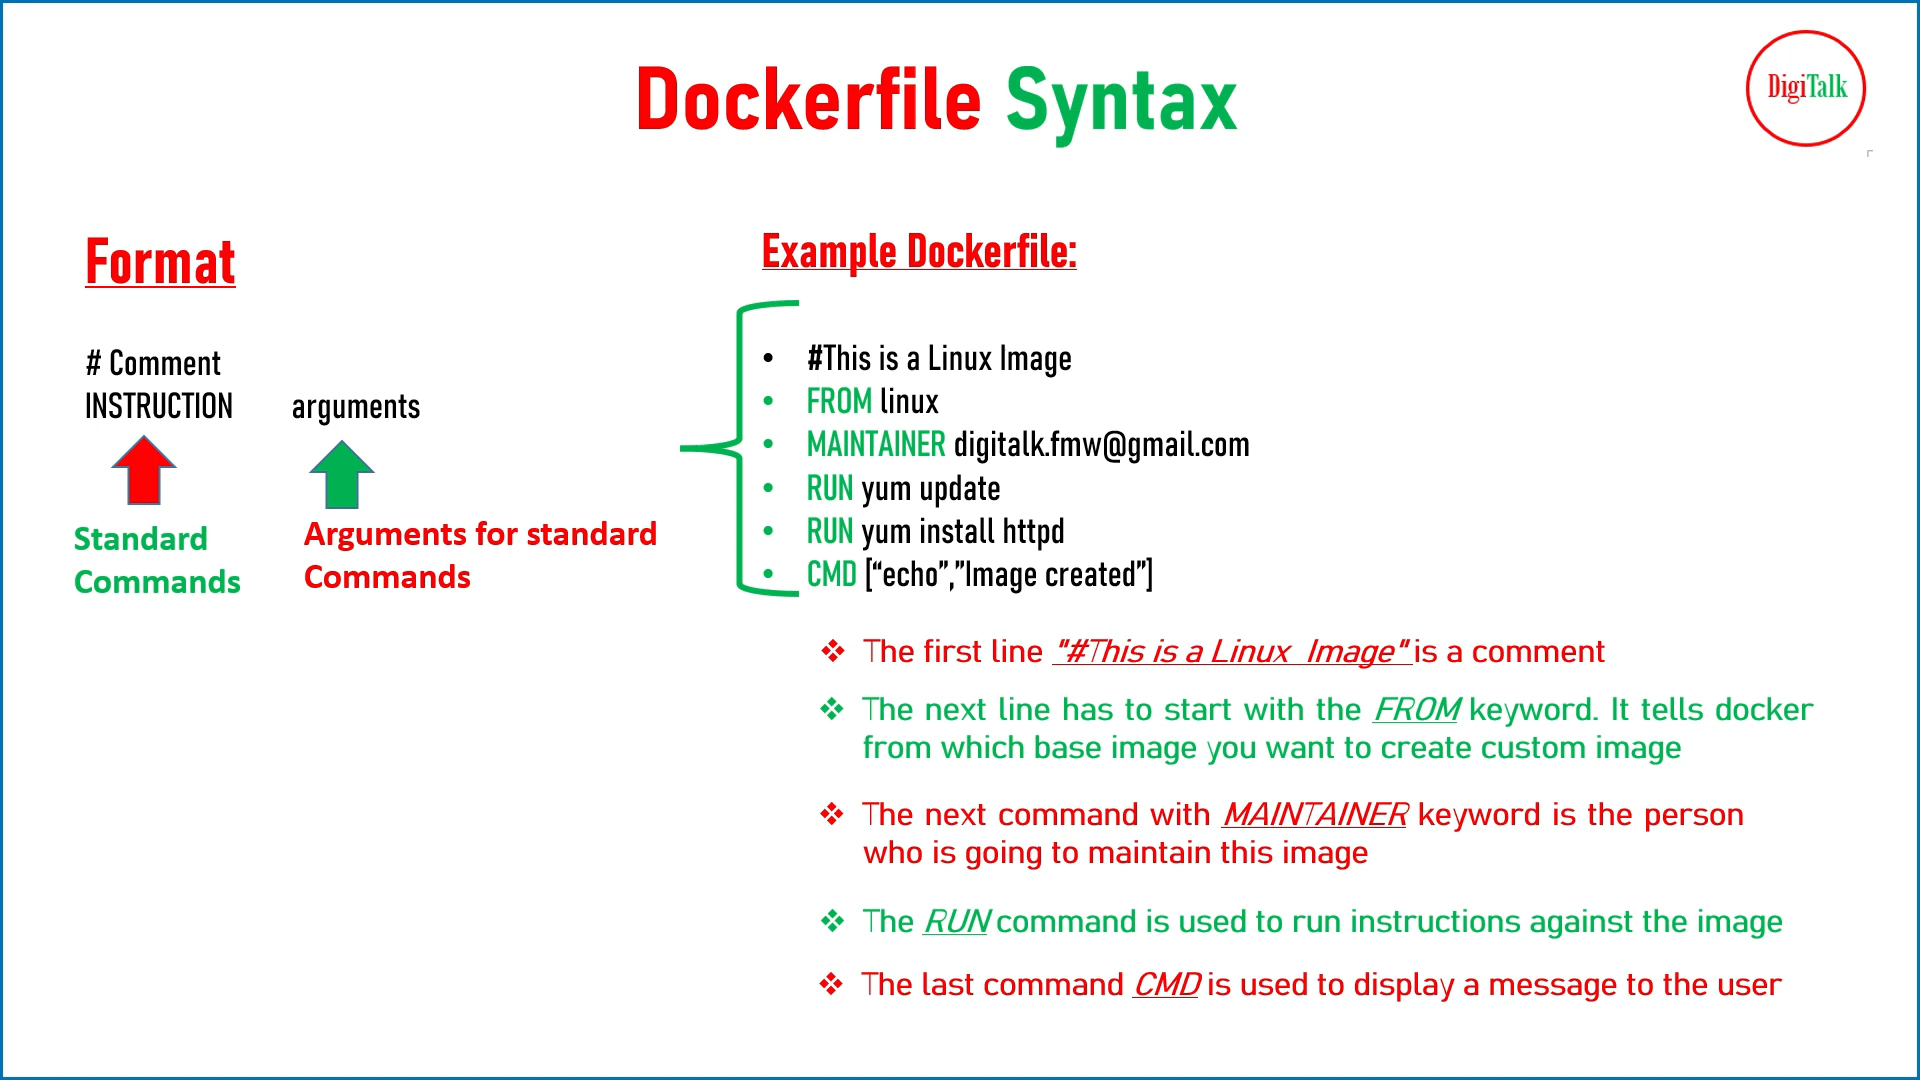 Dockerfile Syntax
DigiTalk
Format
# Comment
INSTRUCTION arguments
Standard
Commands
Arguments for standard
Commands
Example Dockerfile:
• #This is a Linux Image
• FROM linux
• MAINTAINER digitalk.fmw@gmail.com
• RUN yum update
• RUN yum install httpd
• CMD [“echo”,”Image created”]
❖ The first line "#This is a Linux Image" is a comment
❖ The next line has to start with the FROM keyword. It tells docker
from which base image you want to create custom image
❖ The next command with MAINTAINER keyword is the person
who is going to maintain this image
❖ The RUN command is used to run instructions against the image
❖ The last command CMD is used to display a message to the user